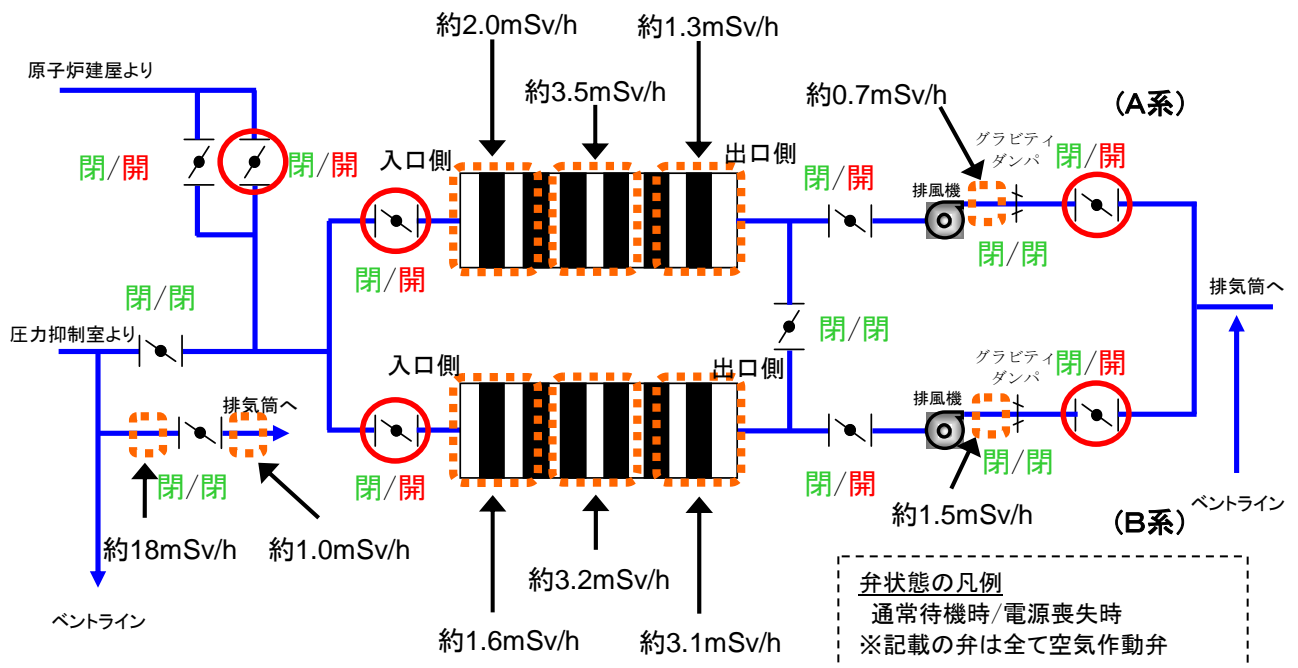 約2.0mSv/h
約1.3mSv/h
原子炉建屋より
約3.5mSv/h
約0.7mSv/h
(A系)
グラビティ
ダンパ
閉/開
閉/開
入口側
出口側
閉/開
排風機
閉/開
閉/開
閉/閉
閉/閉
排気筒へ
圧力抑制室より
閉/閉
入口側
出口側
グラビティ
ダンパ
閉/開
排気筒へ
排風機
閉/閉
閉/開
閉/開
閉/閉
約1.5mSv/h
(B系)
ベントライン
約18mSv/h
約1.0mSv/h
約3.2mSv/h
ベントライン
約1.6mSv/h
約3.1mSv/h
弁状態の凡例
通常待機時/電源喪失時
※記載の弁は全て空気作動弁